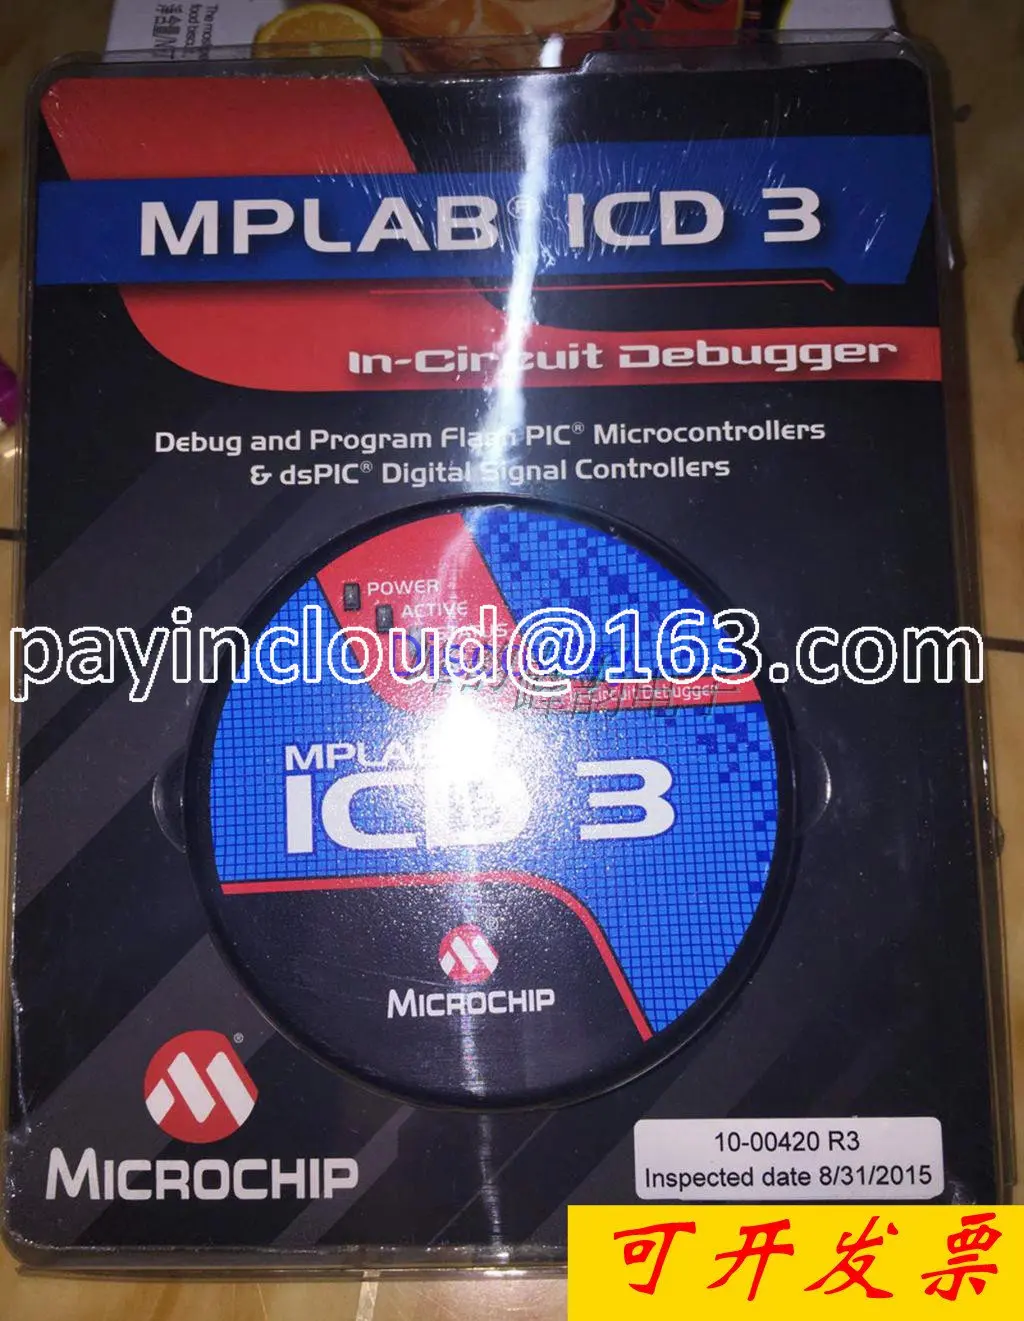 MPLAB® ICD 3
In-Circuit Debugger
Debug and Program Flash PIC® Microcontrollers
& dsPIC® Digital Signal Controllers
POWER
ACTIVE
payincloud@163.com
Circuit Debugger
MPLAB
ICD 3
MICROCHIP
MICROCHIP
10-00420 R3
Inspected date 8/31/2015
可开发票